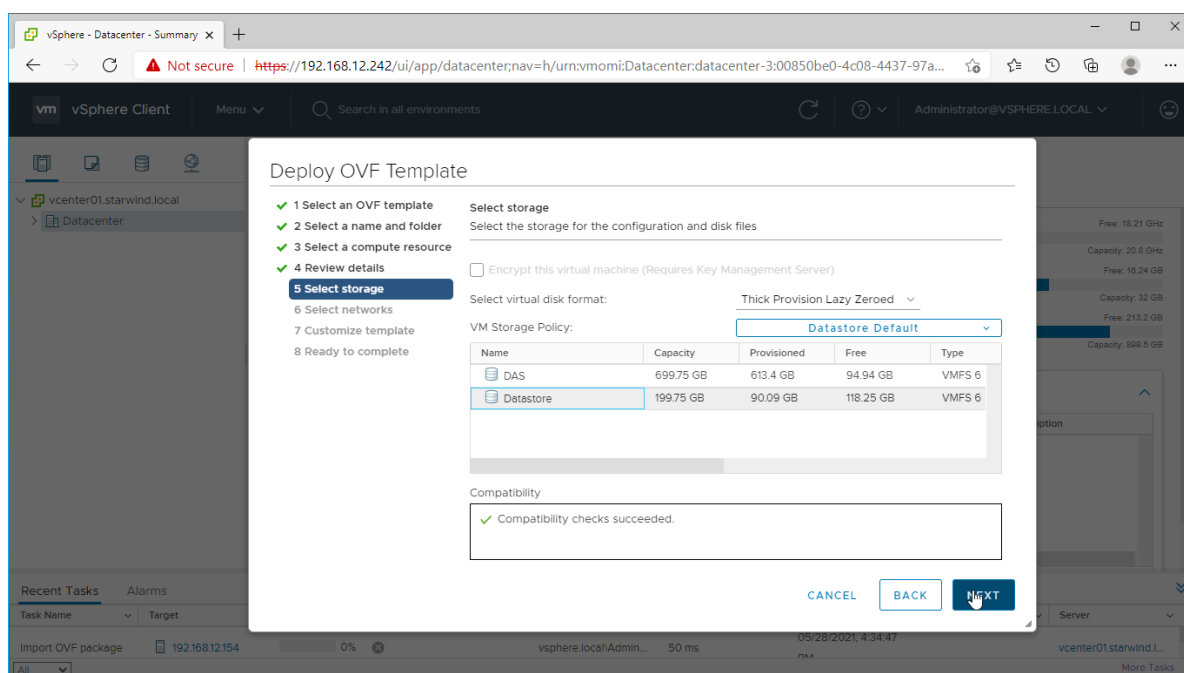 vSphere - Datacenter - Summary
Not secure https://192.168.12.242/ui/app/datacenter;nav=h/urn:vmomi:Datacenter:datacenter-3:00850be0-4c08-4437-97a...
vm vSphere Client Menu Search in all environments Administrator@VSPHERE.LOCAL
vcenter01.starwind.local
Datacenter
Deploy OVF Template
1 Select an OVF template
2 Select a name and folder
3 Select a compute resource
4 Review details
5 Select storage
6 Select networks
7 Customize template
8 Ready to complete
Select storage
Select the storage for the configuration and disk files
Encrypt this virtual machine (Requires Key Management Server)
Select virtual disk format: Thick Provision Lazy Zeroed
VM Storage Policy: Datastore Default
Name Capacity Provisioned Free Type
DAS 699.75 GB 613.4 GB 94.94 GB VMFS 6
Datastore 199.75 GB 90.09 GB 118.25 GB VMFS 6
Compatibility
Compatibility checks succeeded.
CANCEL BACK NEXT
Free: 18.21 GHz
Capacity: 20.8 GHz
Free: 16.24 GB
Capacity: 32 GB
Free: 213.2 GB
Capacity: 899.5 GB
iption
Recent Tasks Alarms
Task Name Target Server
Import OVF package 192.168.12.154 0% vsphere.local\Admin... 50 ms 05/28/2021, 4:34:47 vcenter01.starwind.l...
All More Tasks